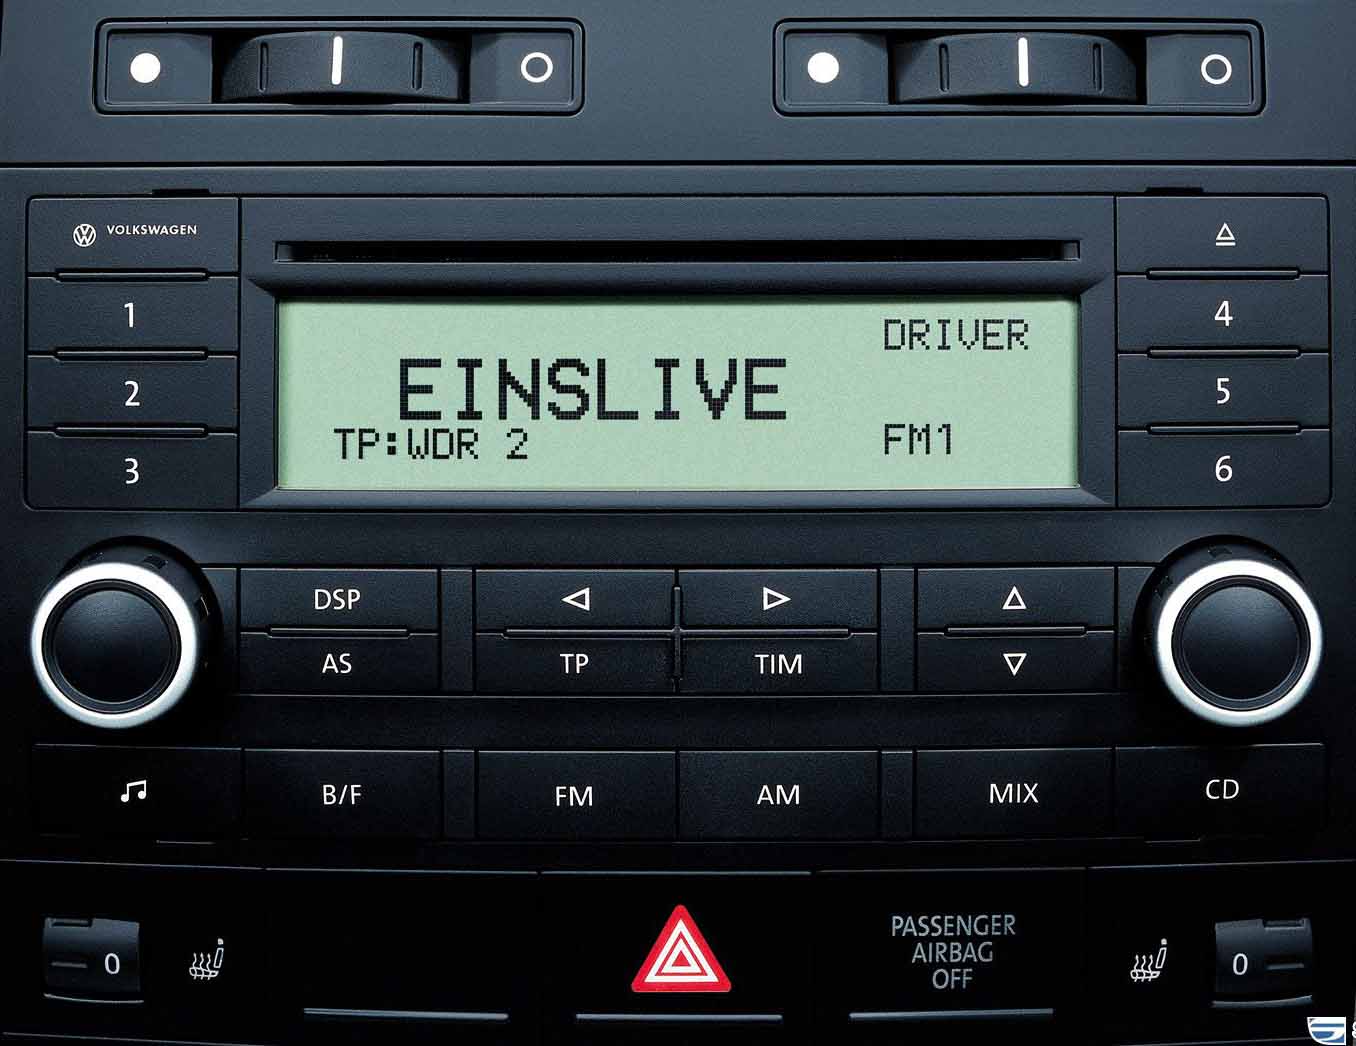 VOLKSWAGEN
1
4
DRIVER
EINSLIVE
2
5
TP:WDR 2
FM1
3
6
DSP
AS
TP
TIM
B/F
FM
AM
MIX
CD
0
PASSENGER
AIRBAG
OFF
0